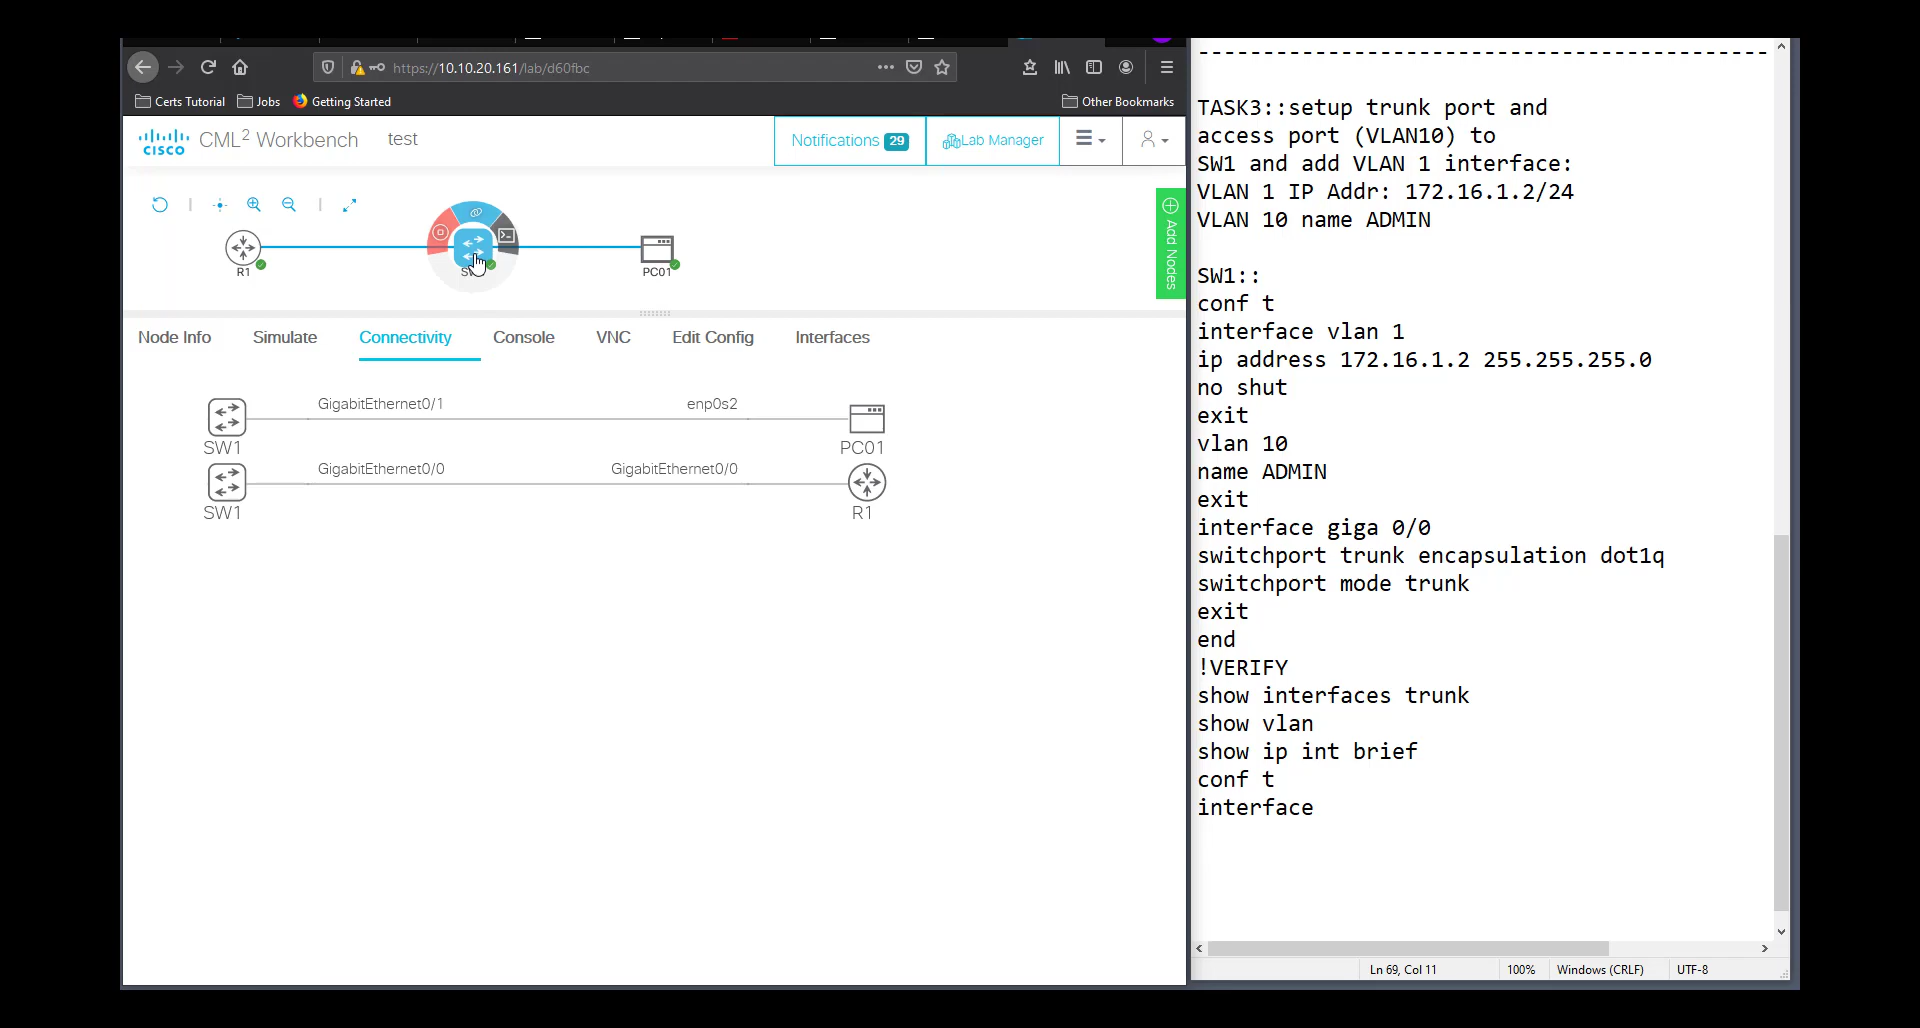 https://10.10.20.161/lab/d60fbc
Certs Tutorial
Jobs
Getting Started
Other Bookmarks
CISCO
CML² Workbench
test
Notifications 29
Lab Manager
R1
PC01
Add Nodes
Node Info
Simulate
Connectivity
Console
VNC
Edit Config
Interfaces
GigabitEthernet0/1
enp0s2
SW1
PC01
GigabitEthernet0/0
GigabitEthernet0/0
SW1
R1
---------------------------------------------
TASK3::setup trunk port and
access port (VLAN10) to
SW1 and add VLAN 1 interface:
VLAN 1 IP Addr: 172.16.1.2/24
VLAN 10 name ADMIN
SW1::
conf t
interface vlan 1
ip address 172.16.1.2 255.255.255.0
no shut
exit
vlan 10
name ADMIN
exit
interface giga 0/0
switchport trunk encapsulation dot1q
switchport mode trunk
exit
end
!VERIFY
show interfaces trunk
show vlan
show ip int brief
conf t
interface
Ln 69, Col 11
100%
Windows (CRLF)
UTF-8